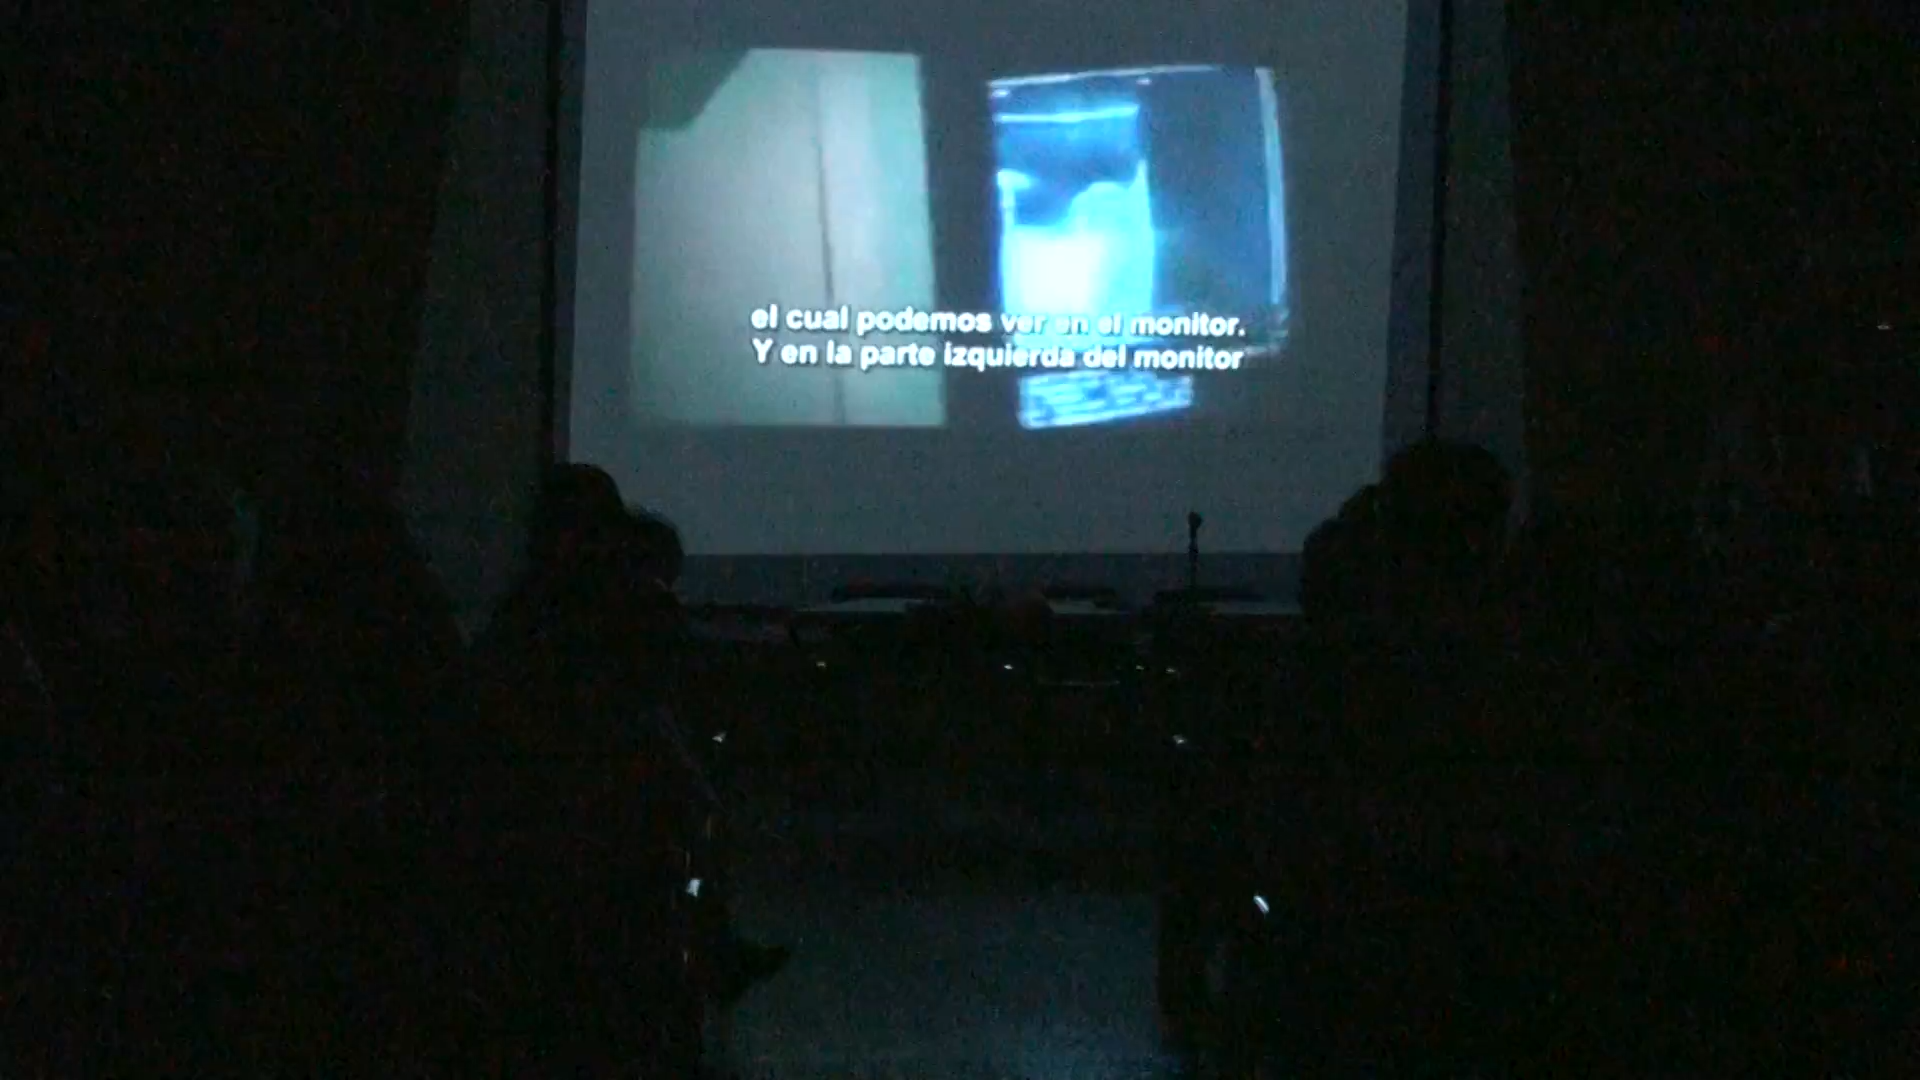 el cual podemos ver en el monitor.
Y en la parte izquierda del monitor